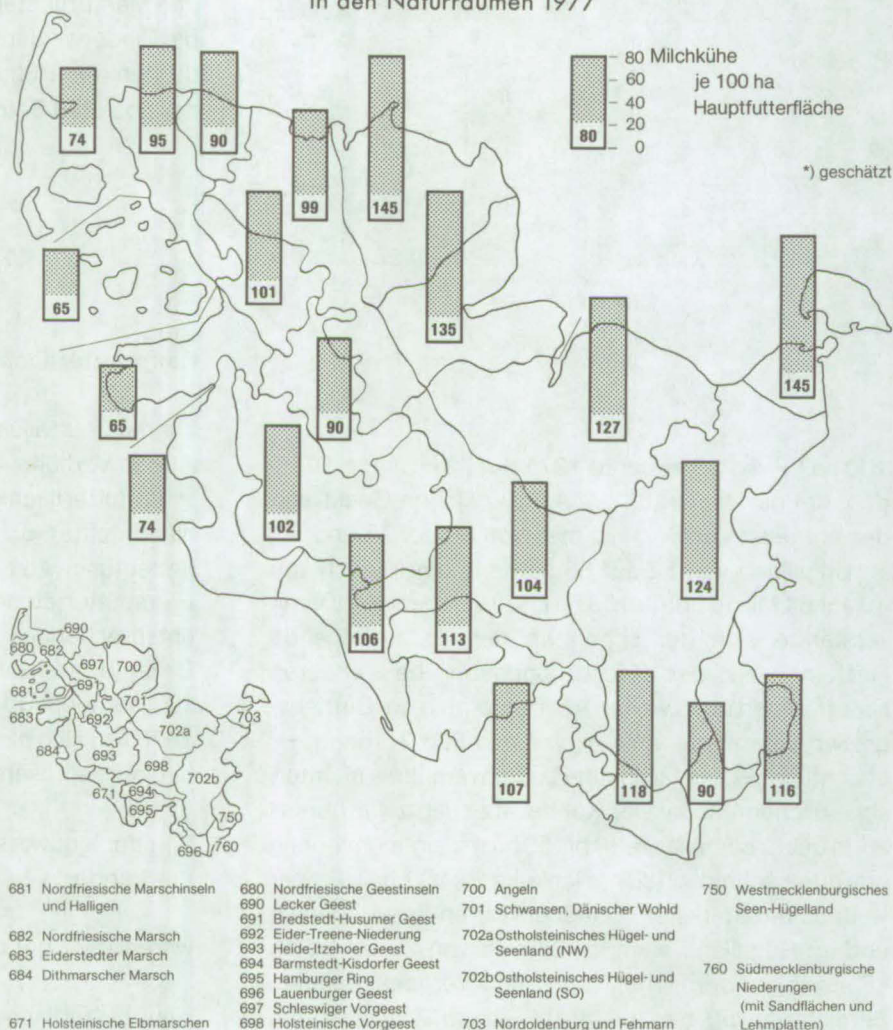 in den Naturräumen 1977
80 Milchkühe
60 je 100 ha
40 Hauptfutterfläche
20
0
80
*) geschätzt
74
95
90
99
145
65
101
135
145
65
90
127
74
102
104
124
106
113
107
118
90
116
690
680
682
697
700
681
691
701
683
692
702a
703
684
693
698
702b
671
694
695
750
696
760
681 Nordfriesische Marschinseln
und Halligen
682 Nordfriesische Marsch
683 Eiderstedter Marsch
684 Dithmarscher Marsch
671 Holsteinische Elbmarschen
680 Nordfriesische Geestinseln
690 Lecker Geest
691 Bredstedt-Husumer Geest
692 Eider-Treene-Niederung
693 Heide-Itzehoer Geest
694 Barmstedt-Kisdorfer Geest
695 Hamburger Ring
696 Lauenburger Geest
697 Schleswiger Vorgeest
698 Holsteinische Vorgeest
700 Angeln
701 Schwansen, Dänischer Wohld
702a Ostholsteinisches Hügel- und
Seenland (NW)
702b Ostholsteinisches Hügel- und
Seenland (SO)
703 Nordoldenburg und Fehmarn
750 Westmecklenburgisches
Seen-Hügelland
760 Südmecklenburgische
Niederungen
(mit Sandflächen und
Lehmplatten)